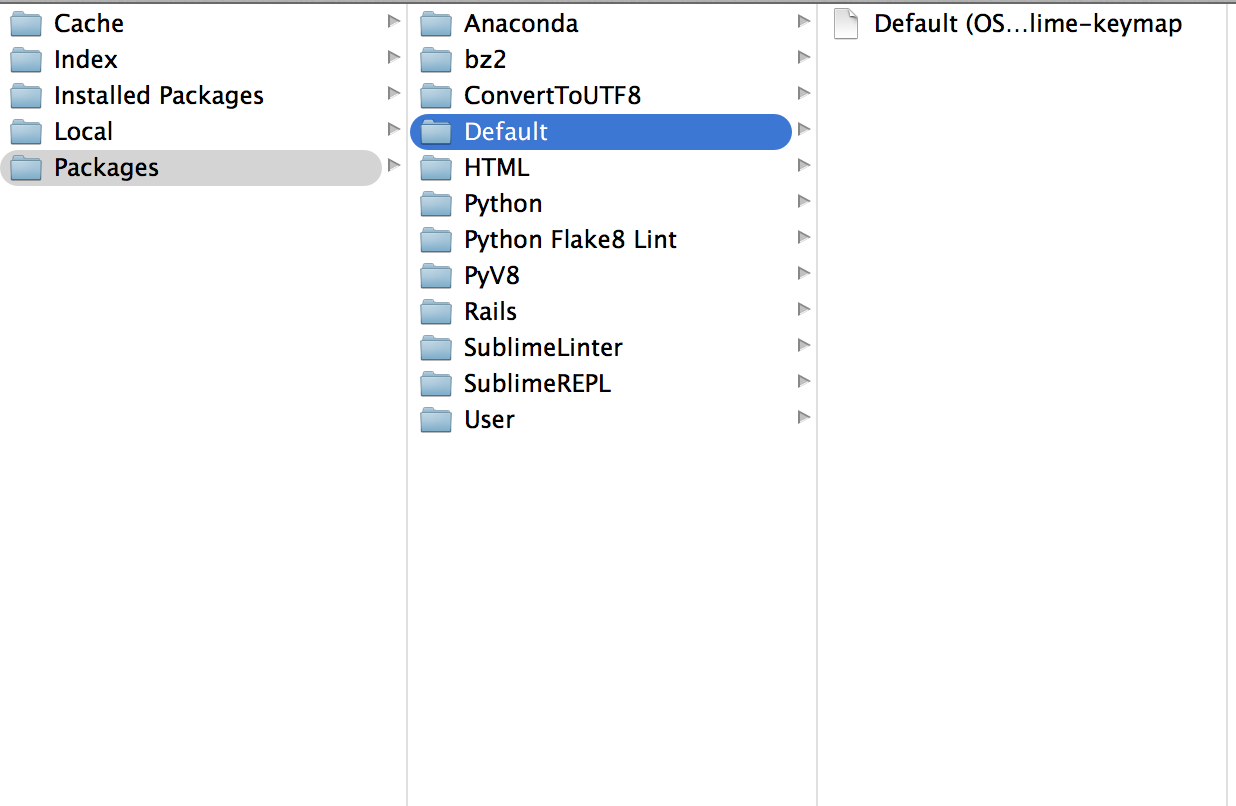 Cache
Index
Installed Packages
Local
Packages
Anaconda
bz2
ConvertToUTF8
Default
HTML
Python
Python Flake8 Lint
PyV8
Rails
SublimeLinter
SublimeREPL
User
Default (OS...lime-keymap